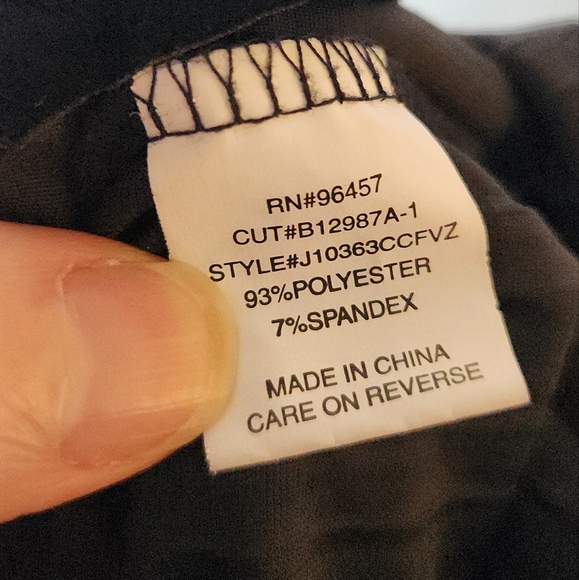 RN#96457
CUT#B12987A-1
STYLE#J10363CCFVZ
93%POLYESTER
7%SPANDEX
MADE IN CHINA
CARE ON REVERSE